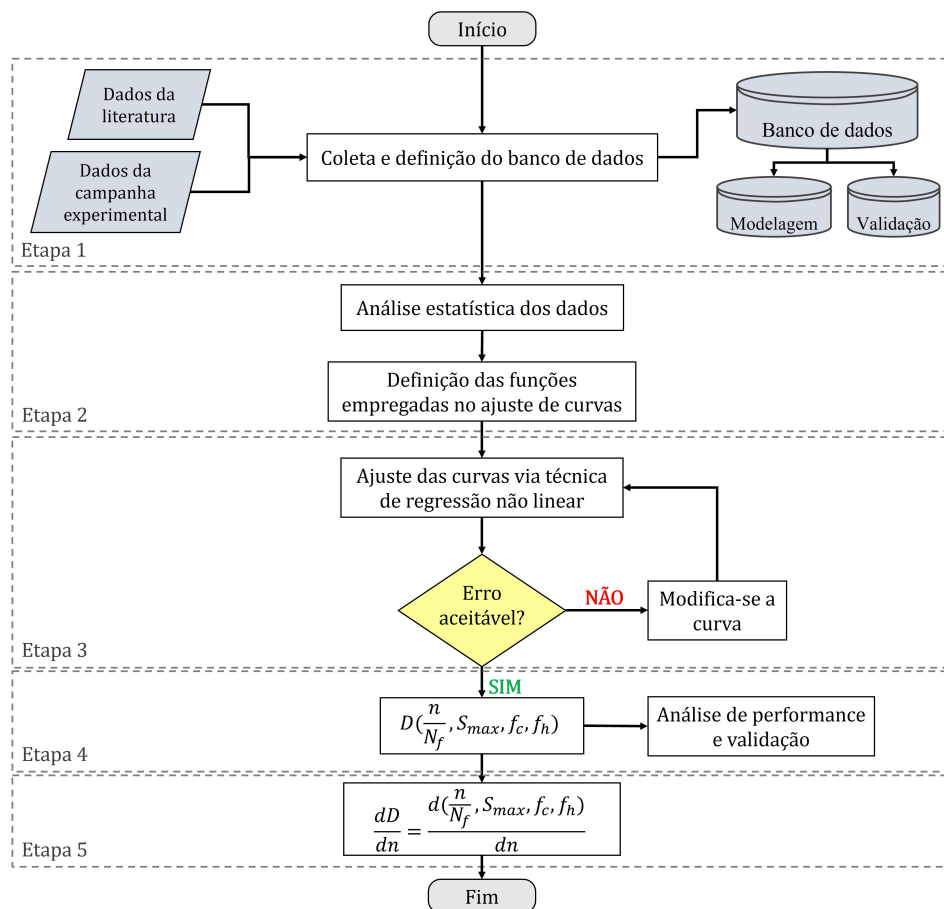 Início
Dados da
literatura
Dados da
campanha
experimental
Coleta e definição do banco de dados
Banco de dados
Modelagem
Validação
Etapa 1
Análise estatística dos dados
Definição das funções
empregadas no ajuste de curvas
Etapa 2
Ajuste das curvas via técnica
de regressão não linear
Erro
aceitável?
NÃO
Modifica-se a
curva
Etapa 3
SIM
D(n/N_f, S_max, f_c, f_h)
Análise de performance
e validação
Etapa 4
dD/dn = d(n/N_f, S_max, f_c, f_h)/dn
Etapa 5
Fim